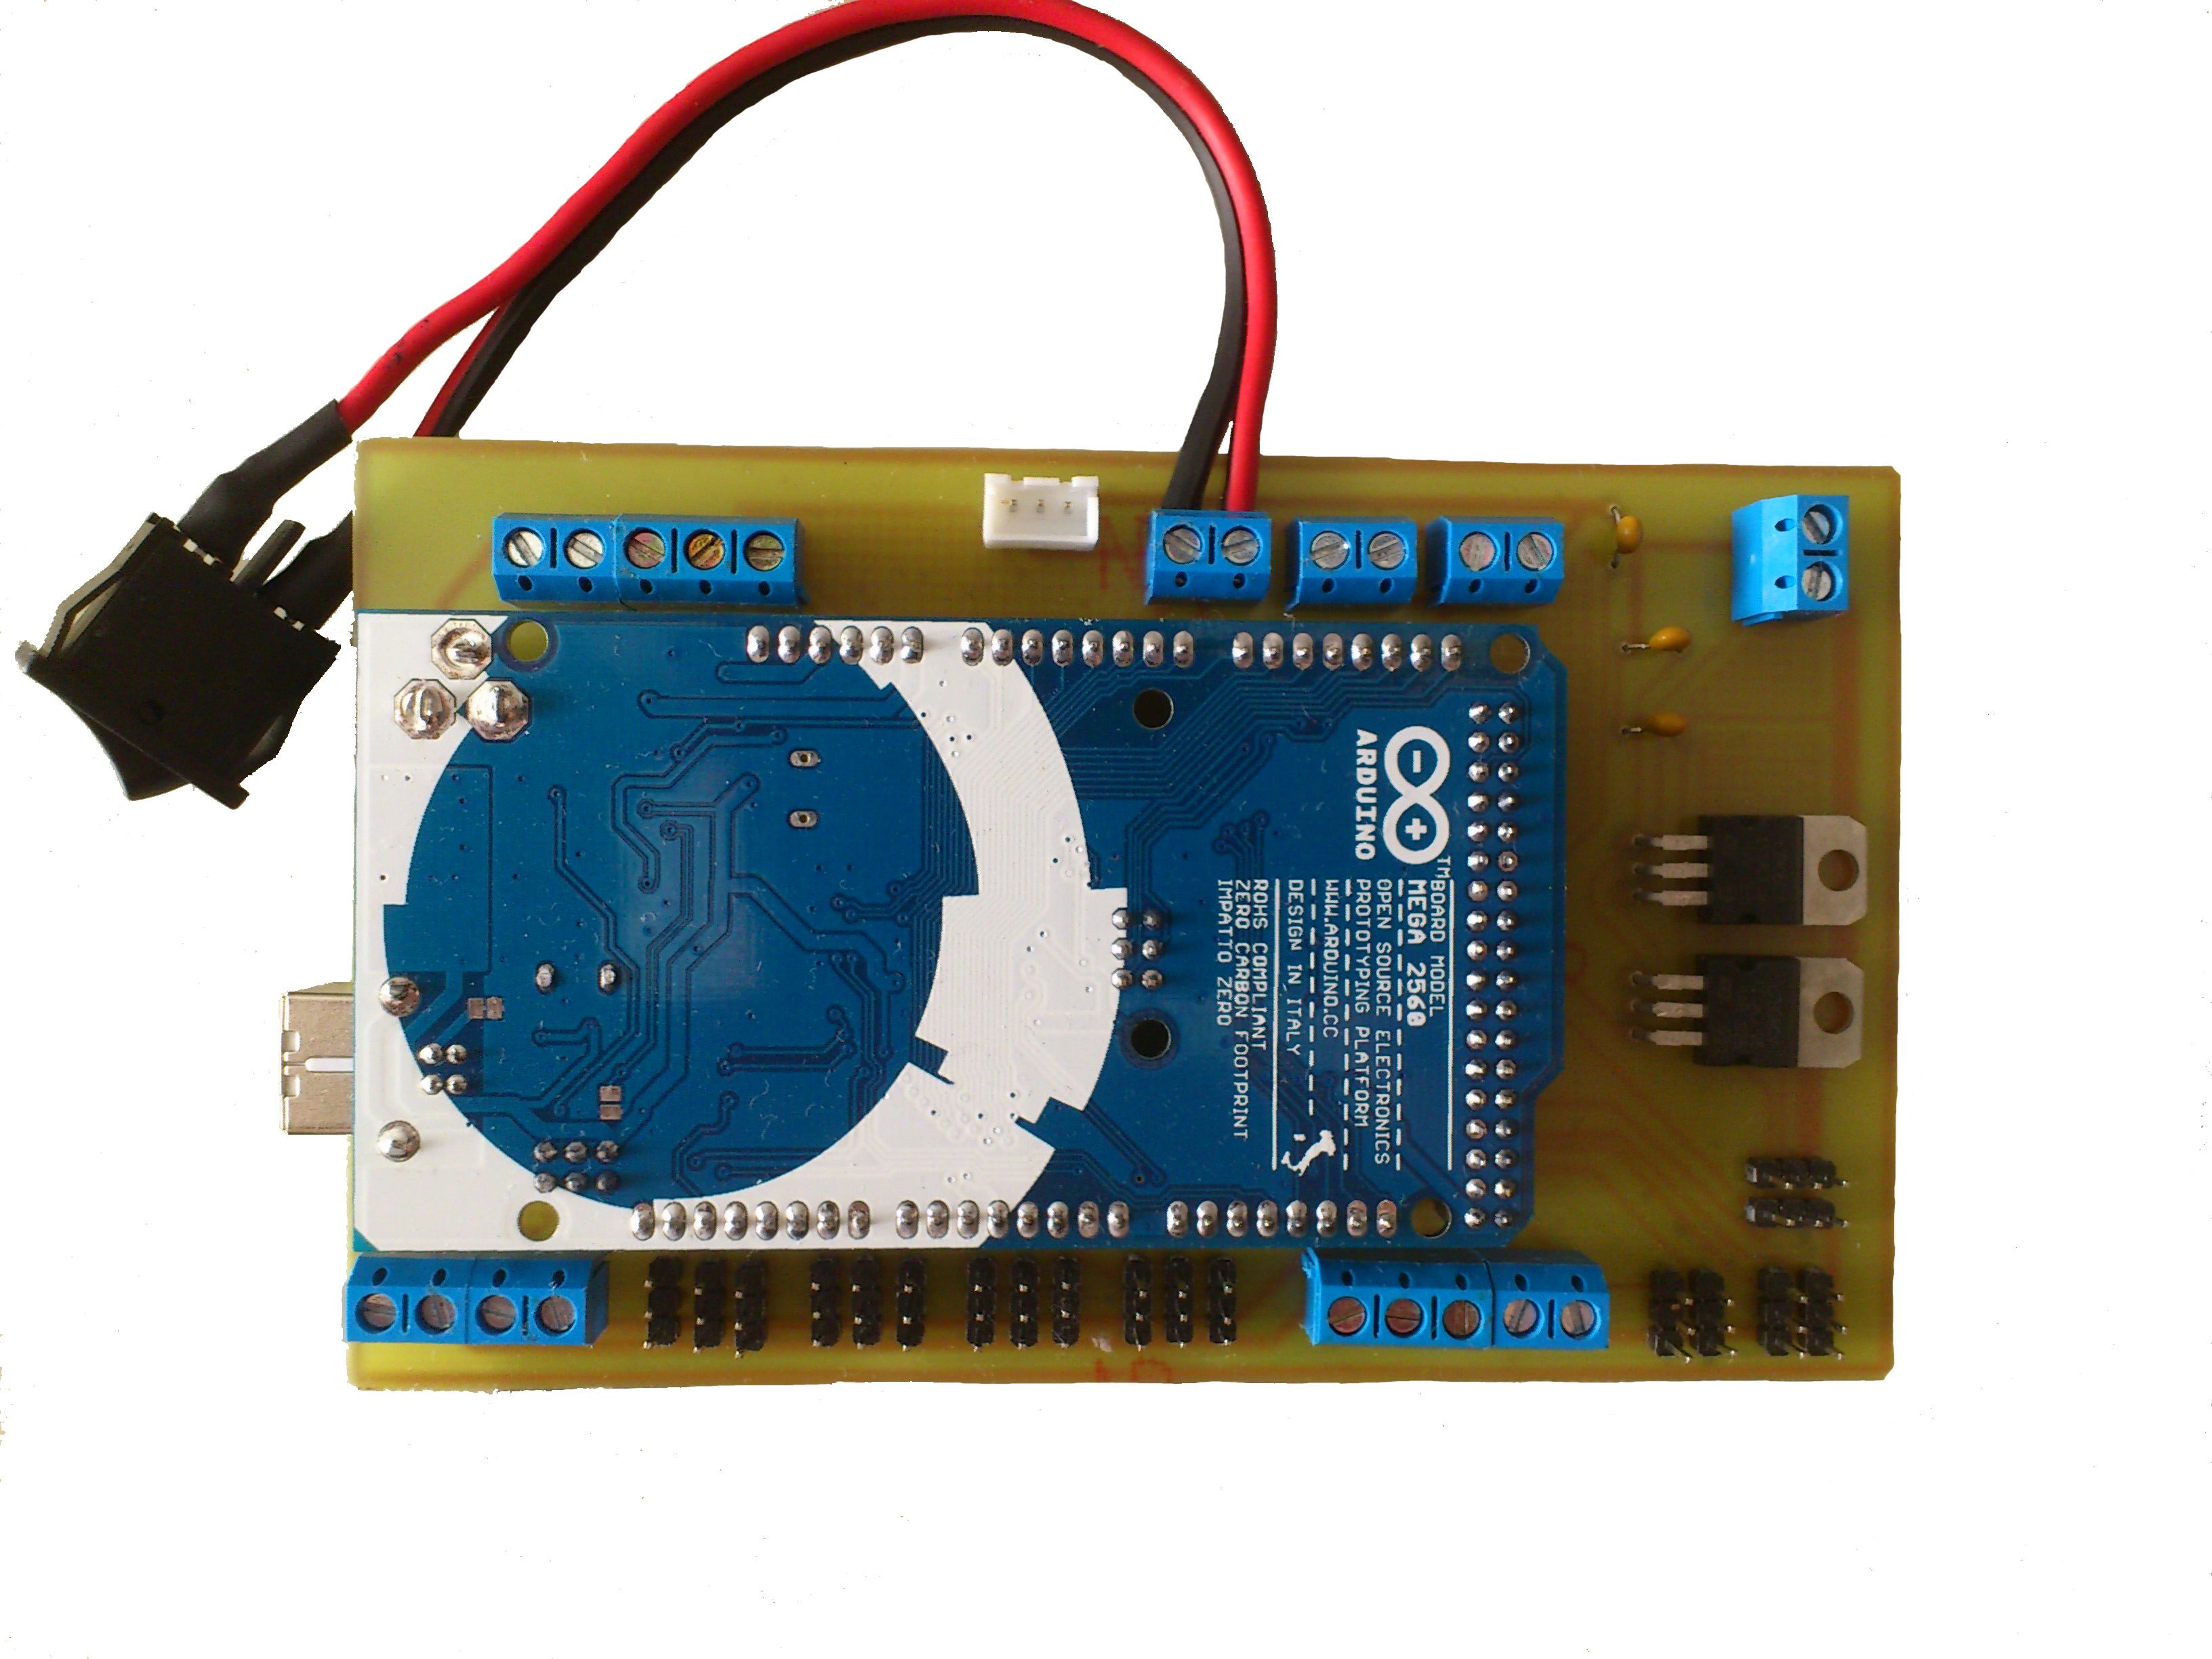 ARDUINO
TM
BOARD MODEL
MEGA 2560
OPEN SOURCE ELECTRONICS
PROTOTYPING PLATFORM
WWW.ARDUINO.CC
DESIGN IN ITALY
ROHS COMPLIANT
ZERO CARBON FOOTPRINT
IMPATTO ZERO